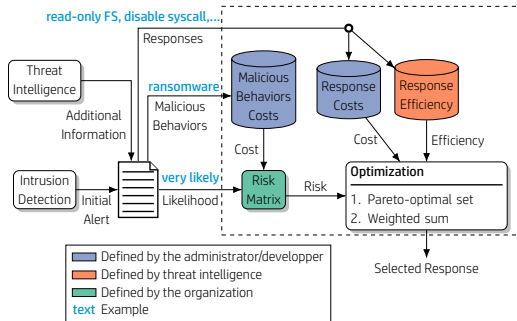 read-only FS, disable syscall,...
Responses
Threat
Intelligence
ransomware
Malicious
Behaviors
Additional
Information
Malicious
Behaviors
Costs
Response
Costs
Response
Efficiency
Cost
Cost
Efficiency
Intrusion
Detection
Initial
Alert
very likely
Likelihood
Risk
Matrix
Risk
Optimization
1. Pareto-optimal set
2. Weighted sum
Selected Response
Defined by the administrator/developper
Defined by threat intelligence
Defined by the organization
text Example